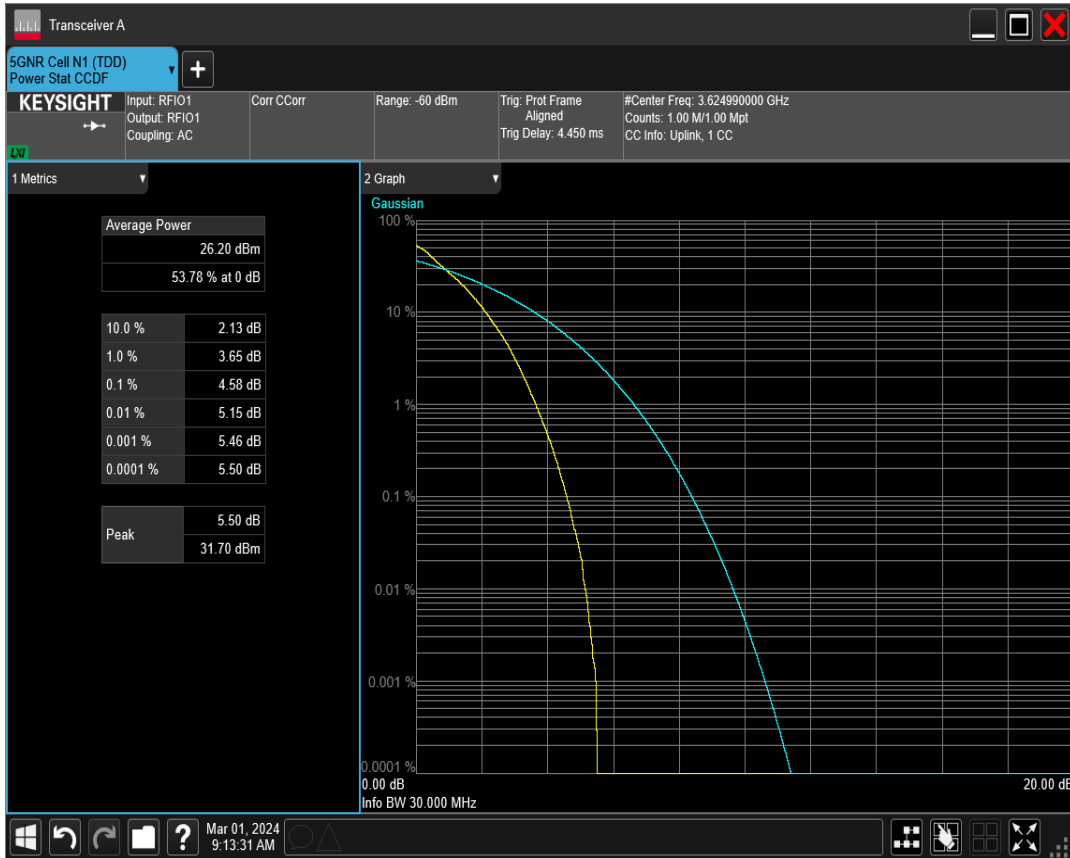 Transceiver A
5GNR Cell N1 (TDD)
Power Stat CCDF
+
KEYSIGHT
LXI
Input: RFIO1
Output: RFIO1
Coupling: AC
Corr CCorr
Range: -60 dBm
Trig: Prot Frame
Aligned
Trig Delay: 4.450 ms
#Center Freq: 3.624990000 GHz
Counts: 1.00 M/1.00 Mpt
CC Info: Uplink, 1 CC
1 Metrics
Average Power
26.20 dBm
53.78 % at 0 dB
10.0 % 2.13 dB
1.0 % 3.65 dB
0.1 % 4.58 dB
0.01 % 5.15 dB
0.001 % 5.46 dB
0.0001 % 5.50 dB
Peak
5.50 dB
31.70 dBm
2 Graph
Gaussian
100 %
10 %
1 %
0.1 %
0.01 %
0.001 %
0.0001 %
0.00 dB 20.00 dB
Info BW 30.000 MHz
?
Mar 01, 2024
9:13:31 AM